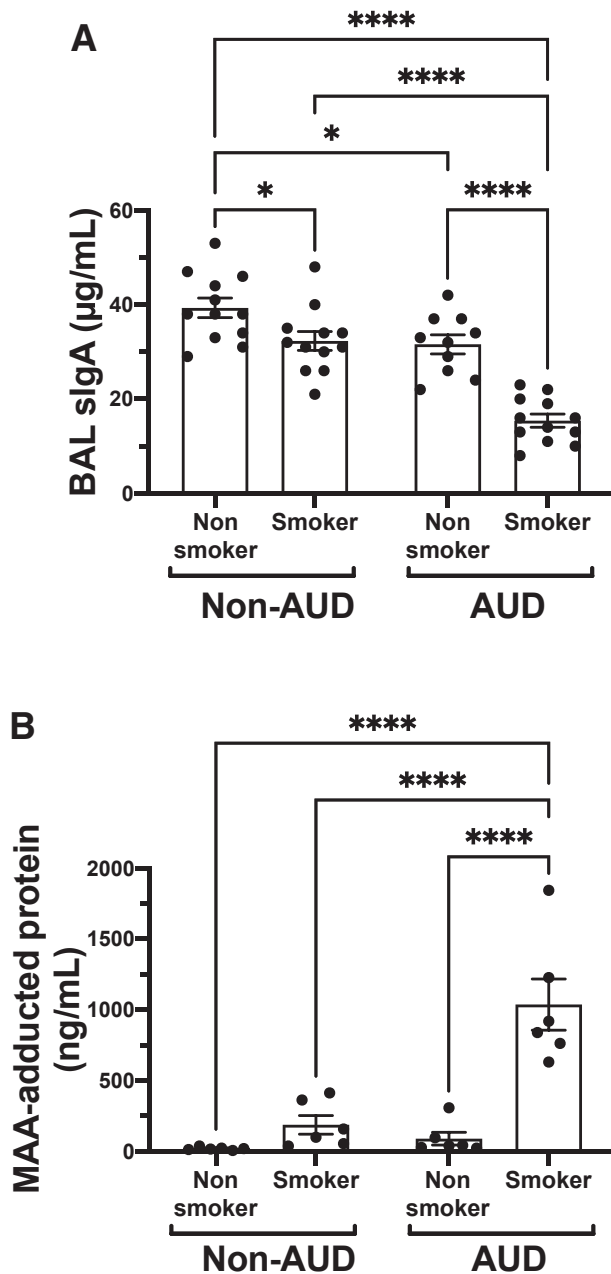 A
****
****
*
*
****
BAL sIgA (µg/mL)
60
40
20
0
Non
smoker
Smoker
Non
smoker
Smoker
Non-AUD
AUD
B
****
****
****
MAA-adducted protein
(ng/mL)
2000
1500
1000
500
0
Non
smoker
Smoker
Non
smoker
Smoker
Non-AUD
AUD